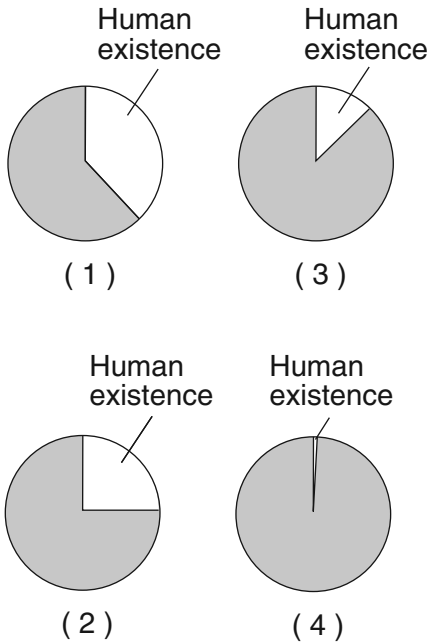 Human
existence
( 1 )
Human
existence
( 3 )
Human
existence
( 2 )
Human
existence
( 4 )